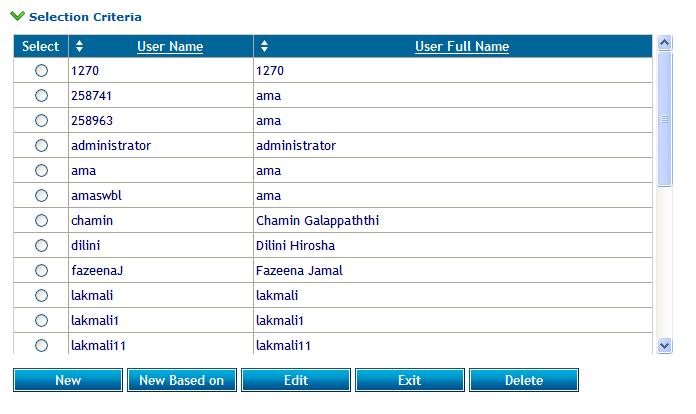 Selection Criteria
Select User Name User Full Name
1270 1270
258741 ama
258963 ama
administrator administrator
ama ama
amaswbl ama
chamin Chamin Galappaththi
dilini Dilini Hirosha
fazeenaJ Fazeena Jamal
lakmali lakmali
lakmali1 lakmali1
lakmali11 lakmali11
New New Based on Edit Exit Delete